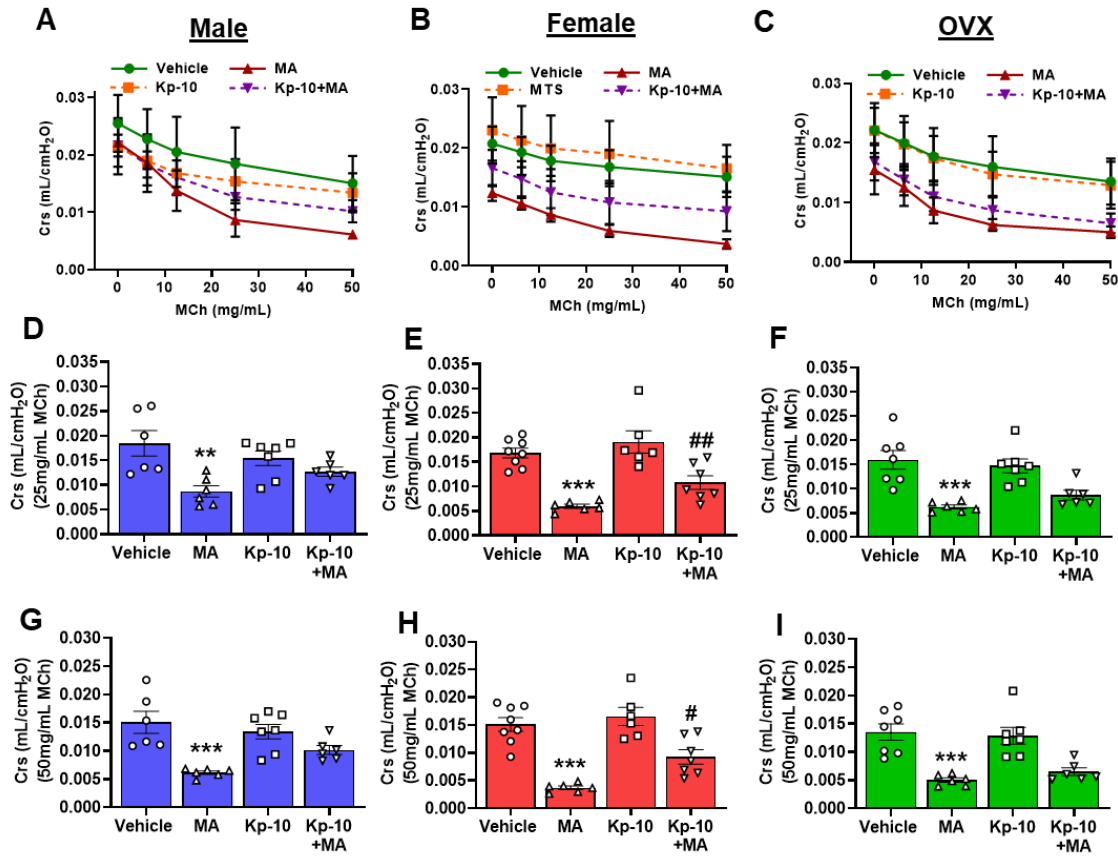 A
Male
Vehicle
MA
Kp-10
Kp-10+MA
0.03
0.02
0.01
0.00
Crs (mL/cmH₂O)
0 10 20 30 40 50
MCh (mg/mL)
B
Female
Vehicle
MA
MTS
Kp-10+MA
0.03
0.02
0.01
0.00
Crs (mL/cmH₂O)
0 10 20 30 40 50
MCh (mg/mL)
C
OVX
Vehicle
MA
Kp-10
Kp-10+MA
0.03
0.02
0.01
0.00
Crs (mL/cmH₂O)
0 10 20 30 40 50
MCh (mg/mL)
D
0.035
0.030
0.025
0.020
0.015
0.010
0.005
0.000
Crs (mL/cmH₂O)
(25mg/mL MCh)
**
Vehicle MA Kp-10 Kp-10
+MA
E
0.035
0.030
0.025
0.020
0.015
0.010
0.005
0.000
Crs (mL/cmH₂O)
(25mg/mL MCh)
***
##
Vehicle MA Kp-10 Kp-10
+MA
F
0.035
0.030
0.025
0.020
0.015
0.010
0.005
0.000
Crs (mL/cmH₂O)
(25mg/mL MCh)
***
Vehicle MA Kp-10 Kp-10
+MA
G
0.030
0.025
0.020
0.015
0.010
0.005
0.000
Crs (mL/cmH₂O)
(50mg/mL MCh)
***
Vehicle MA Kp-10 Kp-10
+MA
H
0.030
0.025
0.020
0.015
0.010
0.005
0.000
Crs (mL/cmH₂O)
(50mg/mL MCh)
***
#
Vehicle MA Kp-10 Kp-10
+MA
I
0.030
0.025
0.020
0.015
0.010
0.005
0.000
Crs (mL/cmH₂O)
(50mg/mL MCh)
***
Vehicle MA Kp-10 Kp-10
+MA